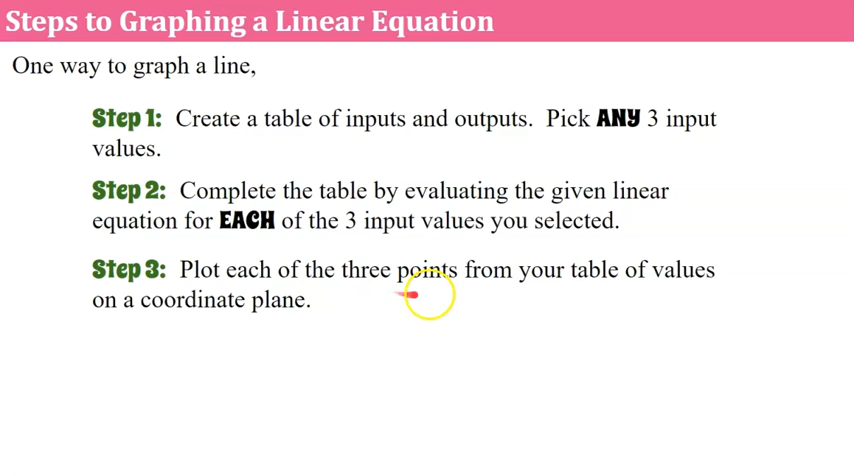 Steps to Graphing a Linear Equation
One way to graph a line,
Step 1: Create a table of inputs and outputs. Pick ANY 3 input
values.
Step 2: Complete the table by evaluating the given linear
equation for EACH of the 3 input values you selected.
Step 3: Plot each of the three points from your table of values
on a coordinate plane.